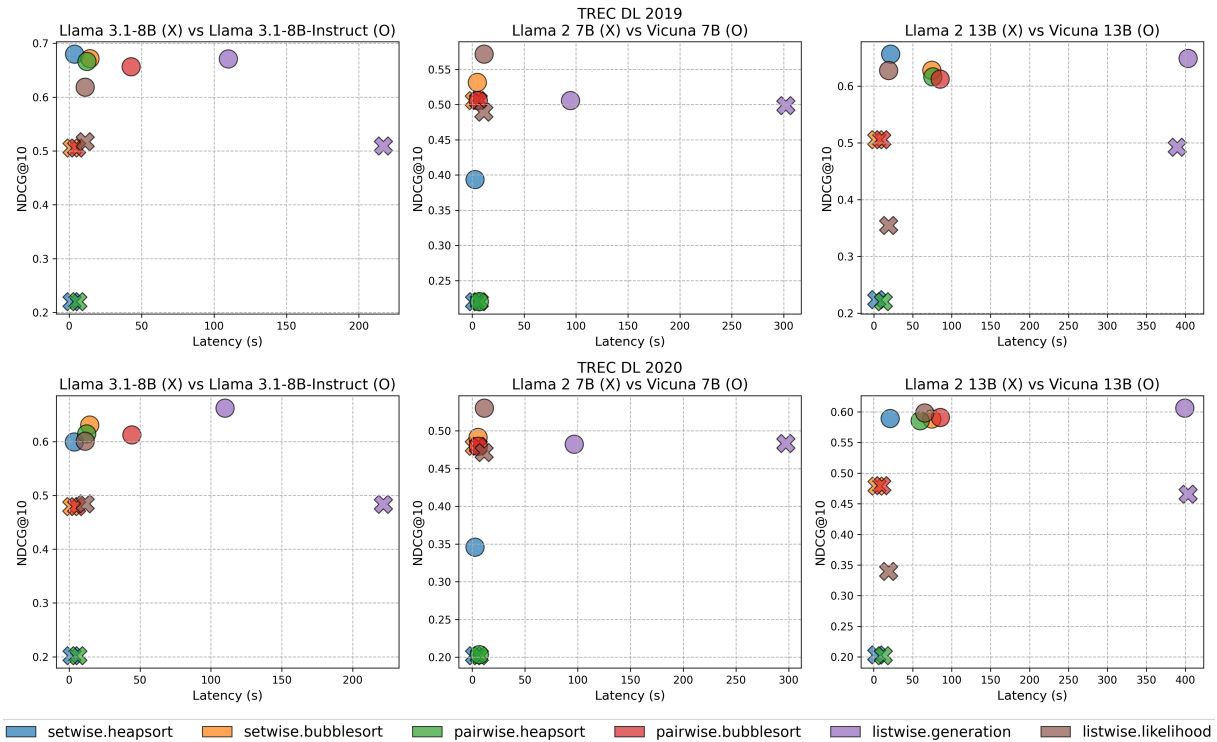 TREC DL 2019
Llama 3.1-8B (X) vs Llama 3.1-8B-Instruct (O)
NDCG@10
0.7
0.6
0.5
0.4
0.3
0.2
0 50 100 150 200
Latency (s)
Llama 2 7B (X) vs Vicuna 7B (O)
NDCG@10
0.55
0.50
0.45
0.40
0.35
0.30
0.25
0 50 100 150 200 250 300
Latency (s)
Llama 2 13B (X) vs Vicuna 13B (O)
NDCG@10
0.6
0.5
0.4
0.3
0.2
0 50 100 150 200 250 300 350 400
Latency (s)
TREC DL 2020
Llama 3.1-8B (X) vs Llama 3.1-8B-Instruct (O)
NDCG@10
0.6
0.5
0.4
0.3
0.2
0 50 100 150 200
Latency (s)
Llama 2 7B (X) vs Vicuna 7B (O)
NDCG@10
0.50
0.45
0.40
0.35
0.30
0.25
0.20
0 50 100 150 200 250 300
Latency (s)
Llama 2 13B (X) vs Vicuna 13B (O)
NDCG@10
0.60
0.55
0.50
0.45
0.40
0.35
0.30
0.25
0.20
0 50 100 150 200 250 300 350 400
Latency (s)
setwise.heapsort setwise.bubblesort pairwise.heapsort pairwise.bubblesort listwise.generation listwise.likelihood